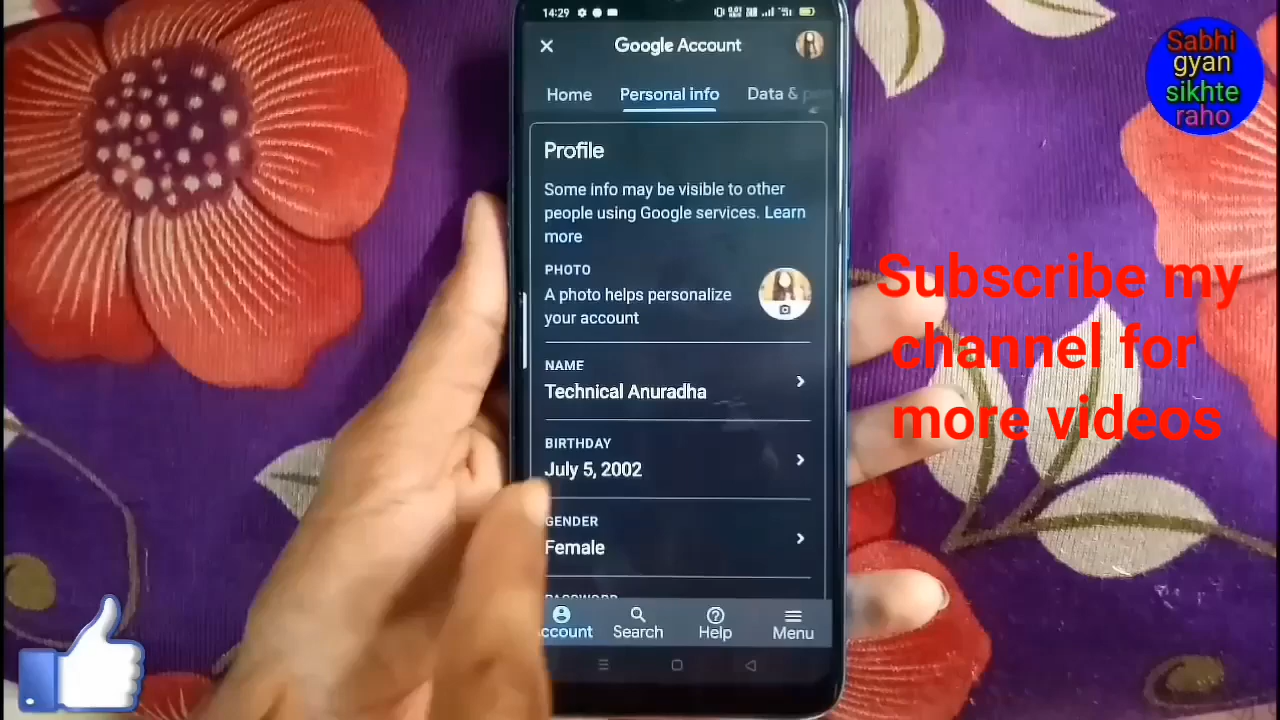 14:29
Google Account
Home Personal info Data &
Profile
Some info may be visible to other
people using Google services. Learn
more
PHOTO
A photo helps personalize
your account
NAME
Technical Anuradha
BIRTHDAY
July 5, 2002
GENDER
Female
PASSWORD
ccount Search Help Menu
Sabhi
gyan
sikhte
raho
Subscribe my
channel for
more videos